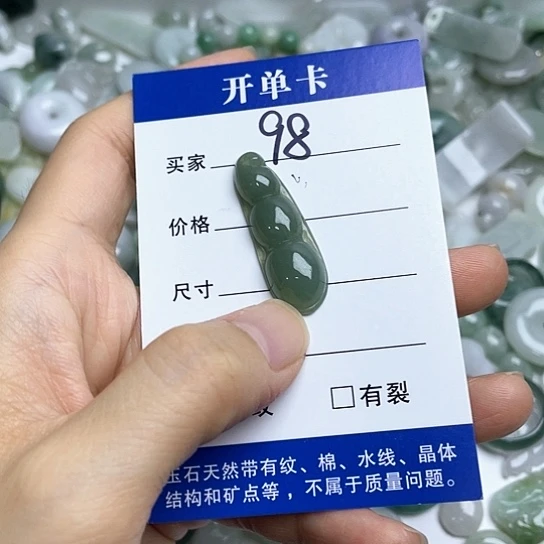 开单卡
98
买家
价格
尺寸
有裂
玉石天然带有纹、棉、水线、晶体
结构和矿点等，不属于质量问题。